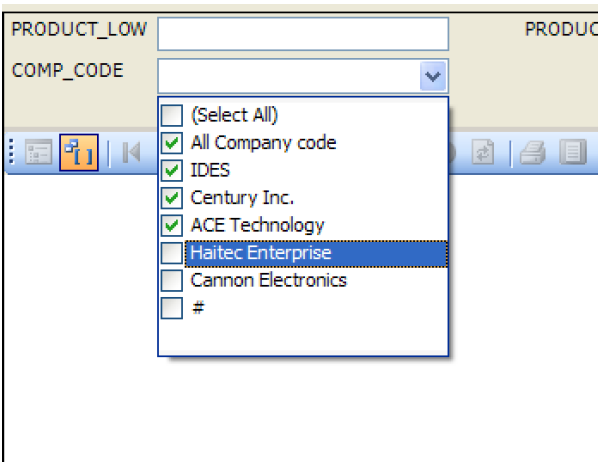 PRODUCT_LOW PRODUC
COMP_CODE
(Select All)
All Company code
IDES
Century Inc.
ACE Technology
Haitec Enterprise
Cannon Electronics
#